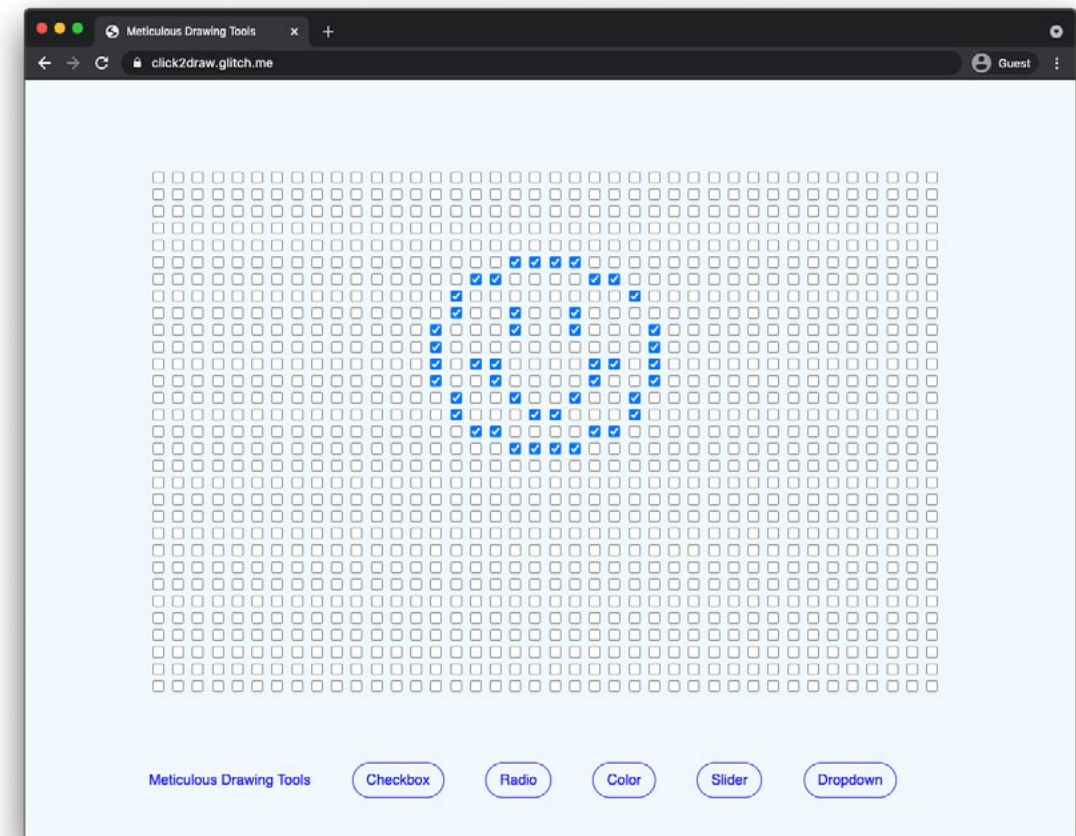 Meticulous Drawing Tools
click2draw.glitch.me
Guest
Meticulous Drawing Tools
Checkbox
Radio
Color
Slider
Dropdown